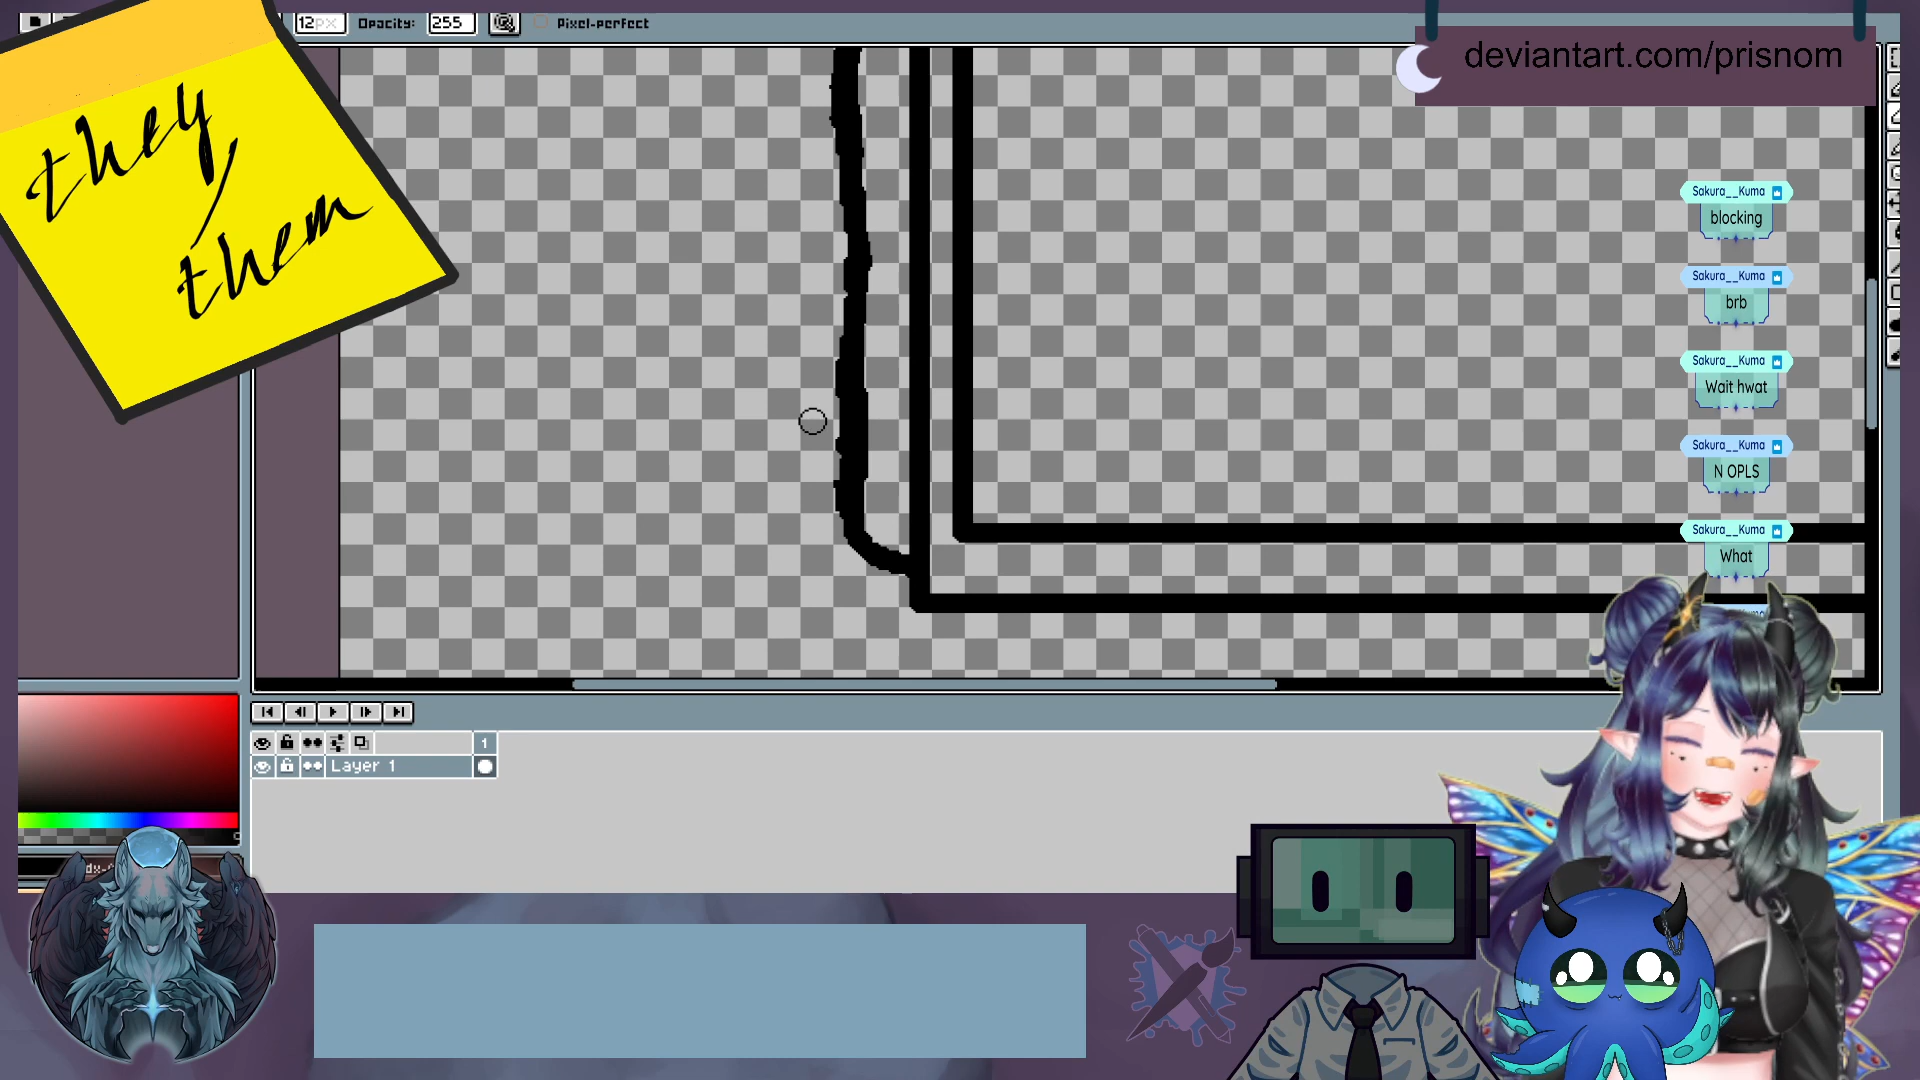 12px Opacity: 255 Pixel-perfect
deviantart.com/prisnom
they
/
them
Sakura__Kuma
blocking
Sakura__Kuma
brb
Sakura__Kuma
Wait hwat
Sakura__Kuma
N OPLS
Sakura__Kuma
What
1
Layer 1